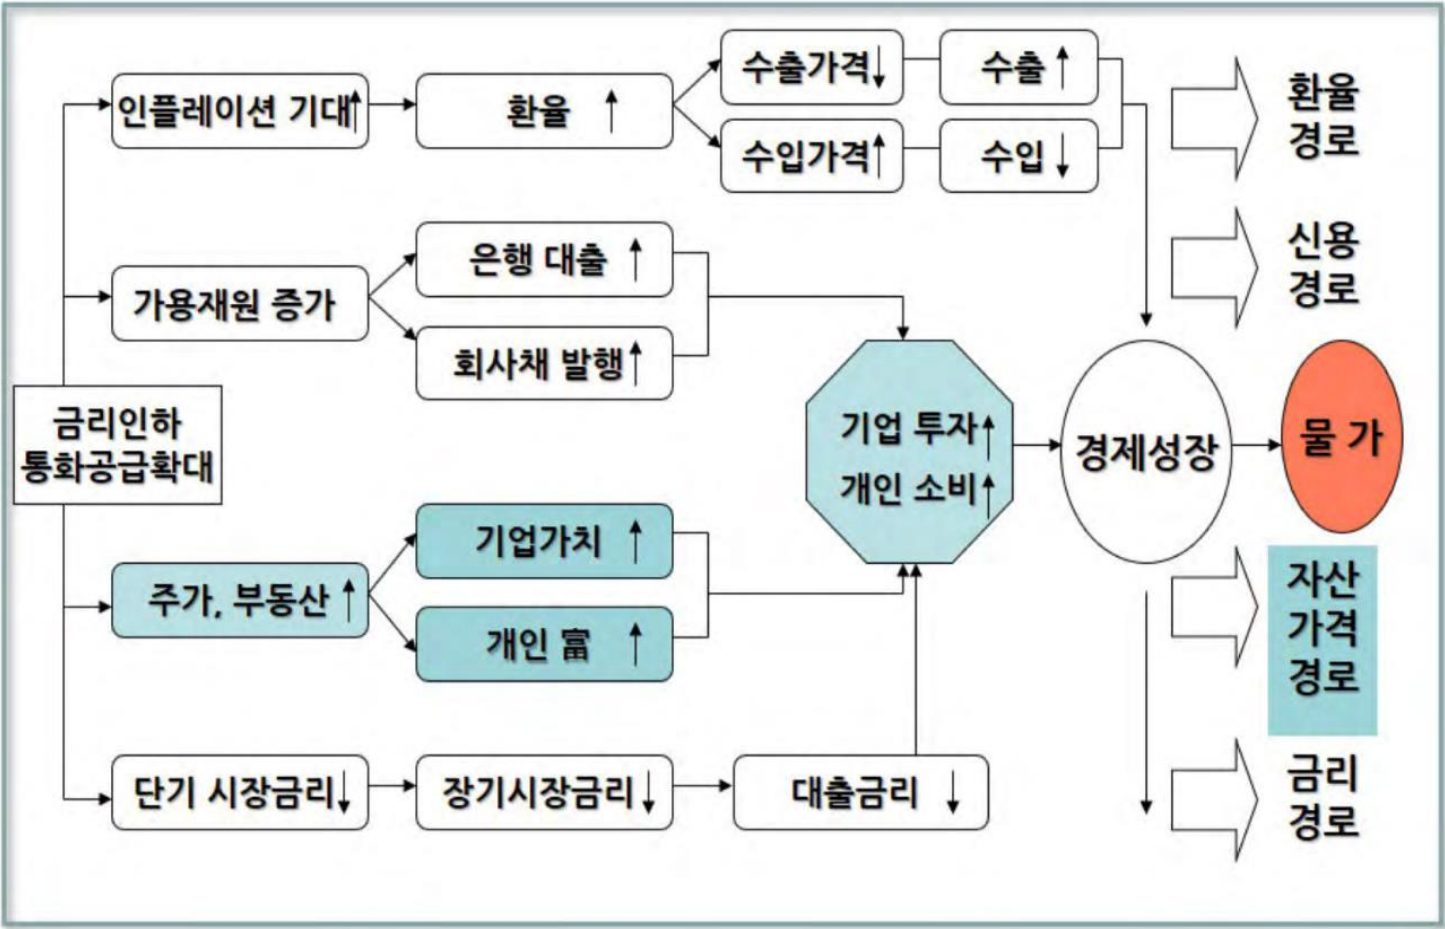 인플레이션 기대↑
환율 ↑
수출가격↓
수출 ↑
수입가격↑
수입 ↓
환율
경로
가용재원 증가
은행 대출 ↑
회사채 발행↑
신용
경로
금리인하
통화공급확대
기업 투자↑
개인 소비↑
경제성장
물 가
주가, 부동산 ↑
기업가치 ↑
개인 富 ↑
자산
가격
경로
단기 시장금리↓
장기시장금리↓
대출금리 ↓
금리
경로